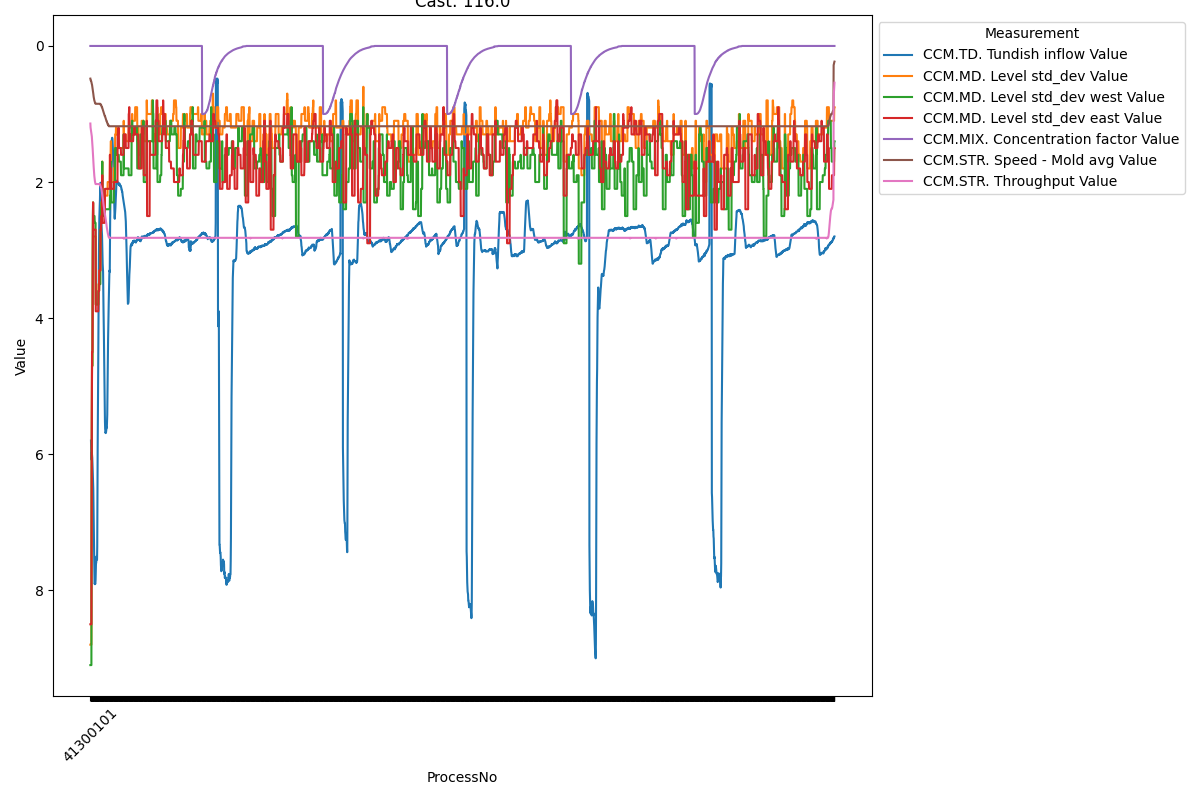 Cast: 116.0
Measurement
CCM.TD. Tundish inflow Value
CCM.MD. Level std_dev Value
CCM.MD. Level std_dev west Value
CCM.MD. Level std_dev east Value
CCM.MIX. Concentration factor Value
CCM.STR. Speed - Mold avg Value
CCM.STR. Throughput Value
0
2
4
6
8
Value
41300101
ProcessNo